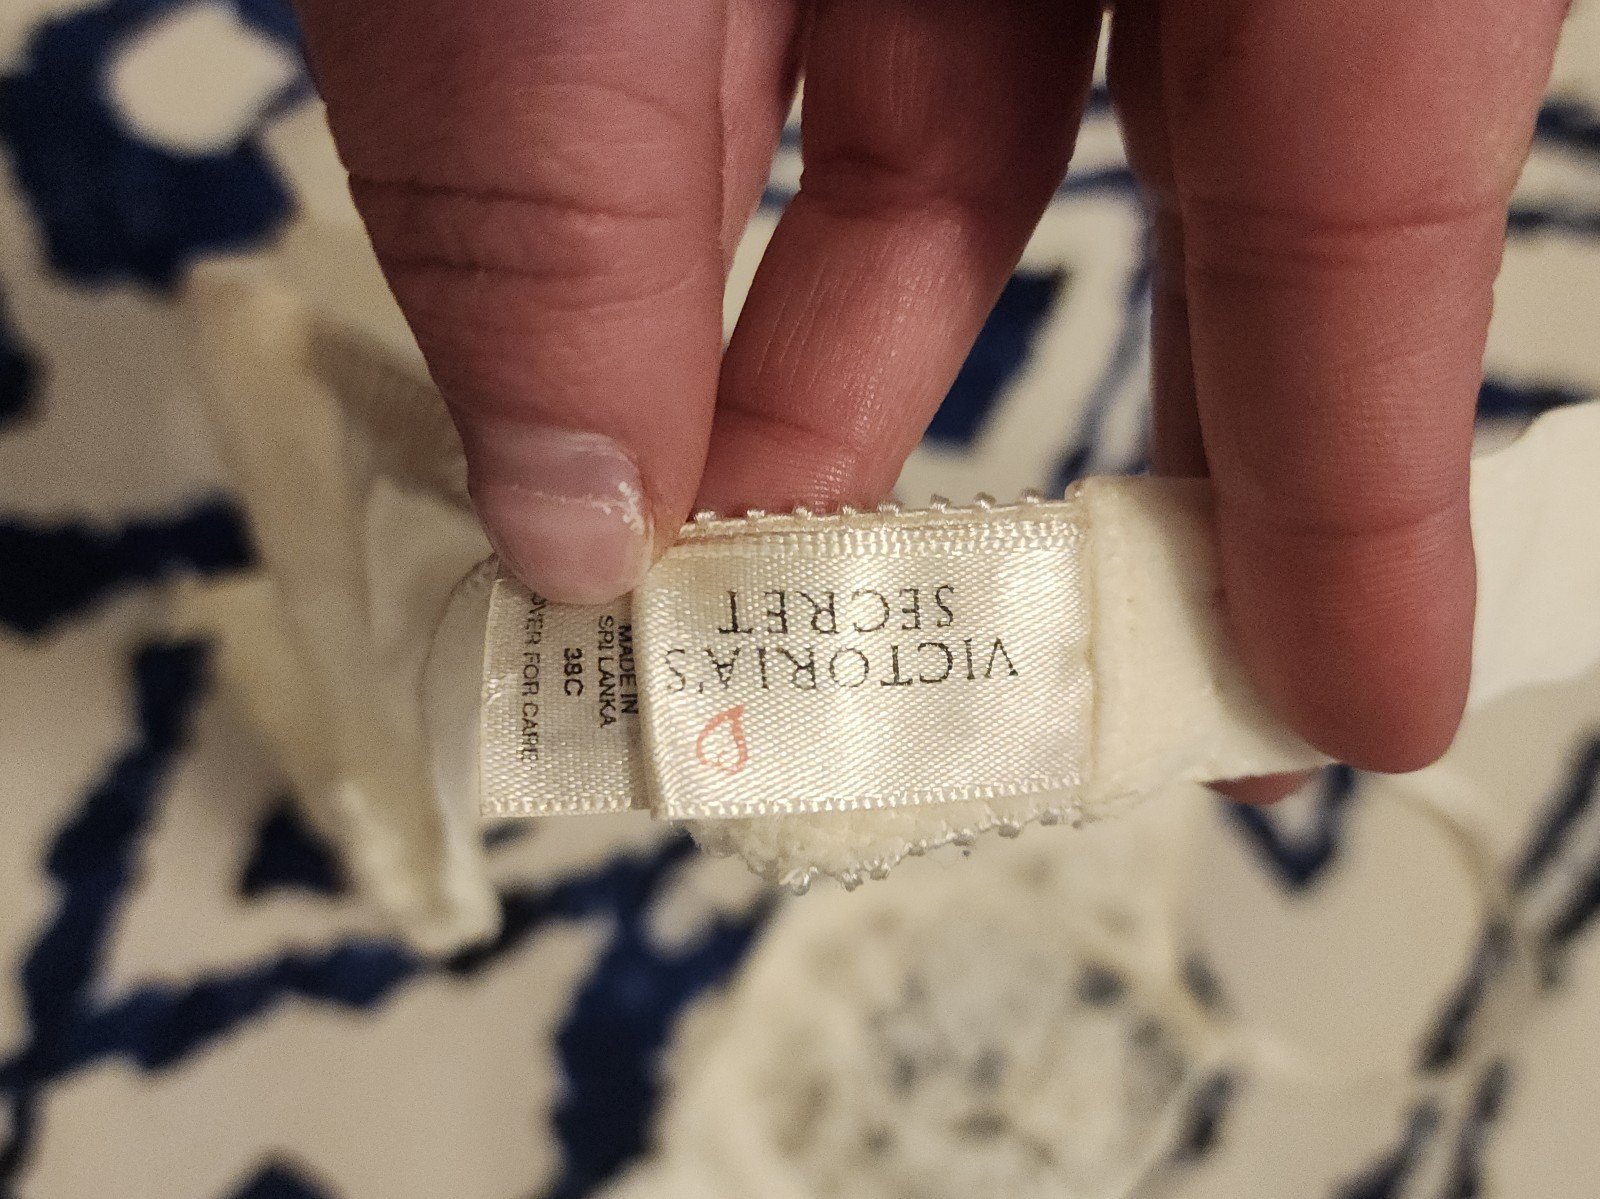 VICTORIA'S
SECRET
MADE IN
SRI LANKA
38C
OVER FOR CARE